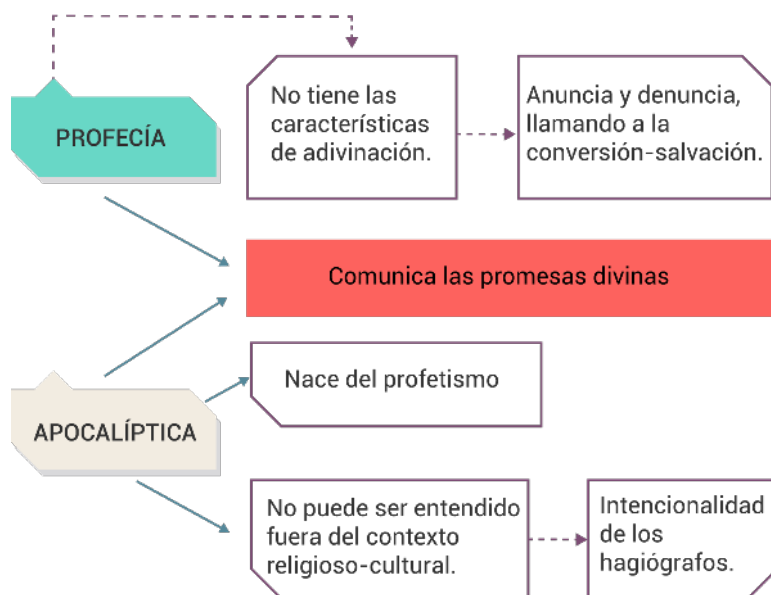 PROFECÍA
No tiene las
características
de adivinación.
Anuncia y denuncia,
llamando a la
conversión-salvación.
Comunica las promesas divinas
Nace del profetismo
APOCALÍPTICA
No puede ser entendido
fuera del contexto
religioso-cultural.
Intencionalidad
de los
hagiógrafos.